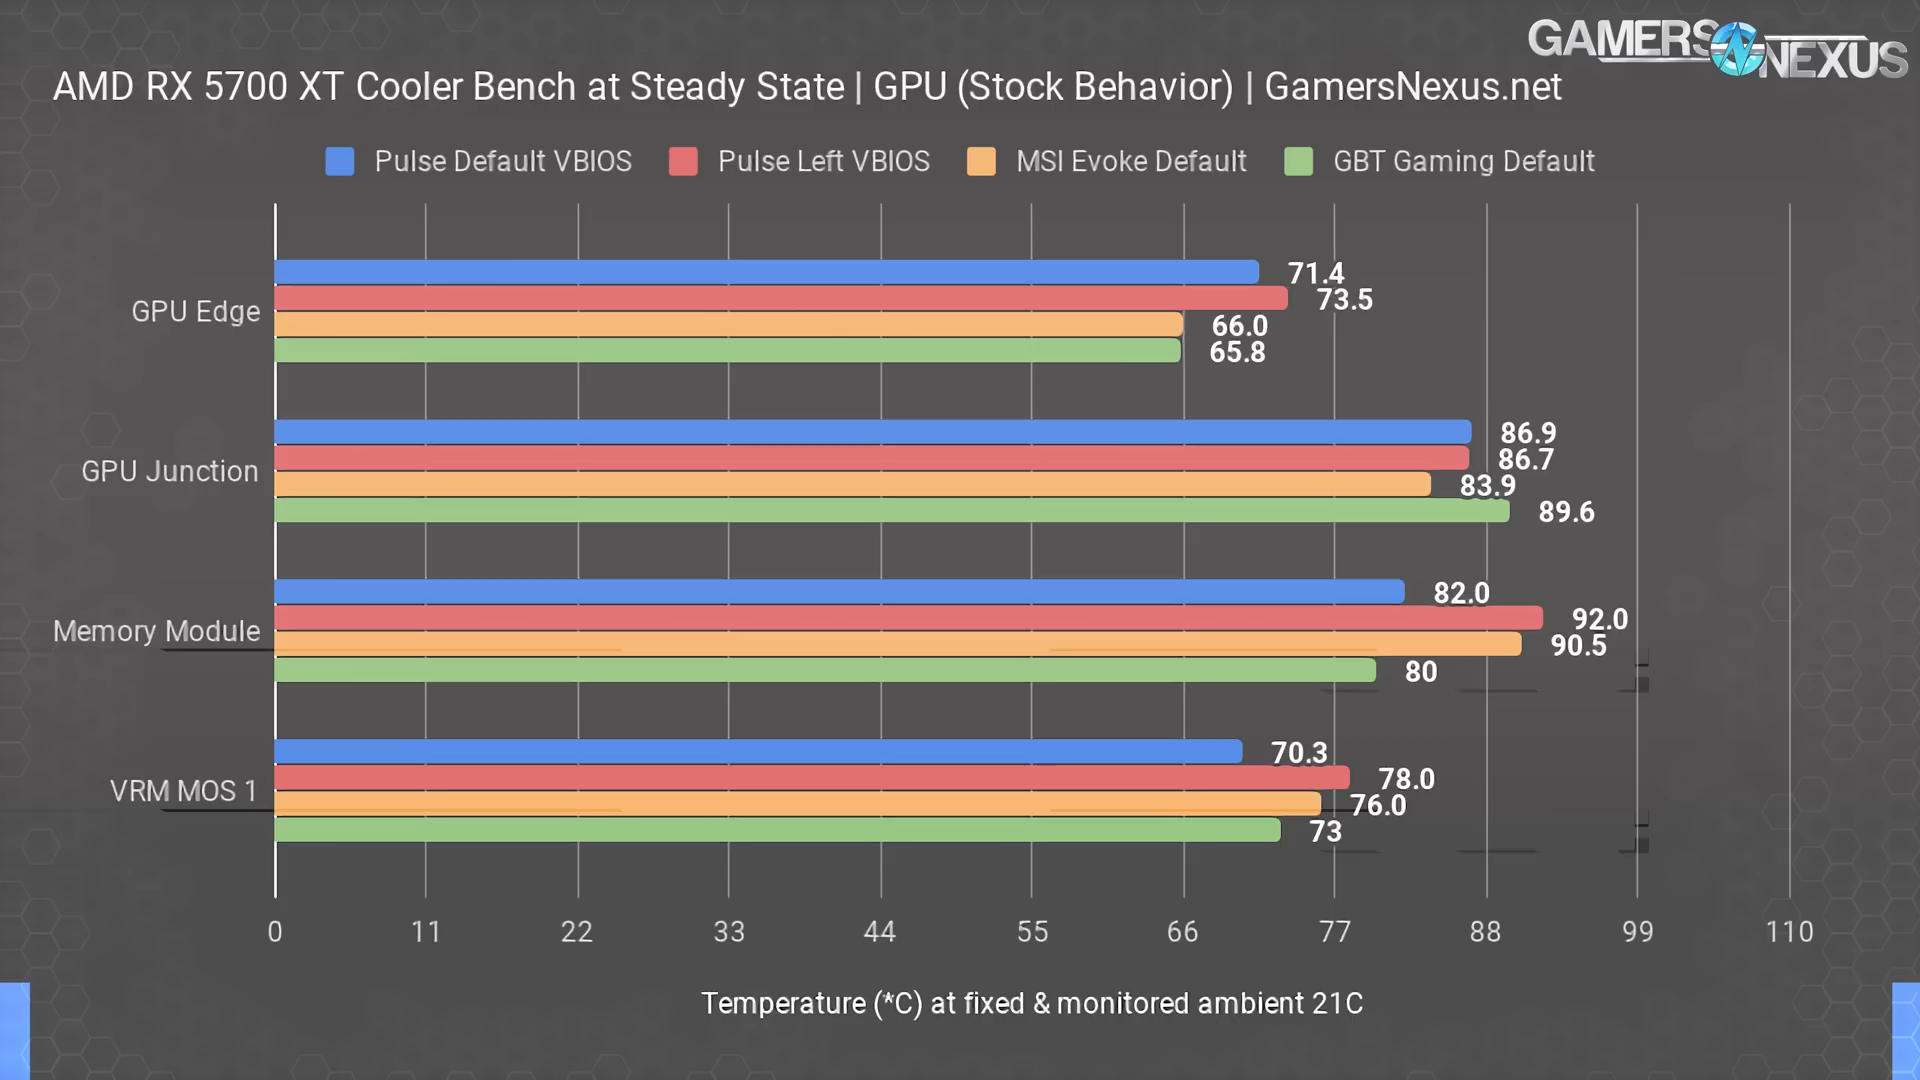 GAMERS NEXUS
AMD RX 5700 XT Cooler Bench at Steady State | GPU (Stock Behavior) | GamersNexus.net
Pulse Default VBIOS Pulse Left VBIOS MSI Evoke Default GBT Gaming Default
GPU Edge
71.4
73.5
66.0
65.8
GPU Junction
86.9
86.7
83.9
89.6
Memory Module
82.0
92.0
90.5
80
VRM MOS 1
70.3
78.0
76.0
73
0 11 22 33 44 55 66 77 88 99 110
Temperature (*C) at fixed & monitored ambient 21C